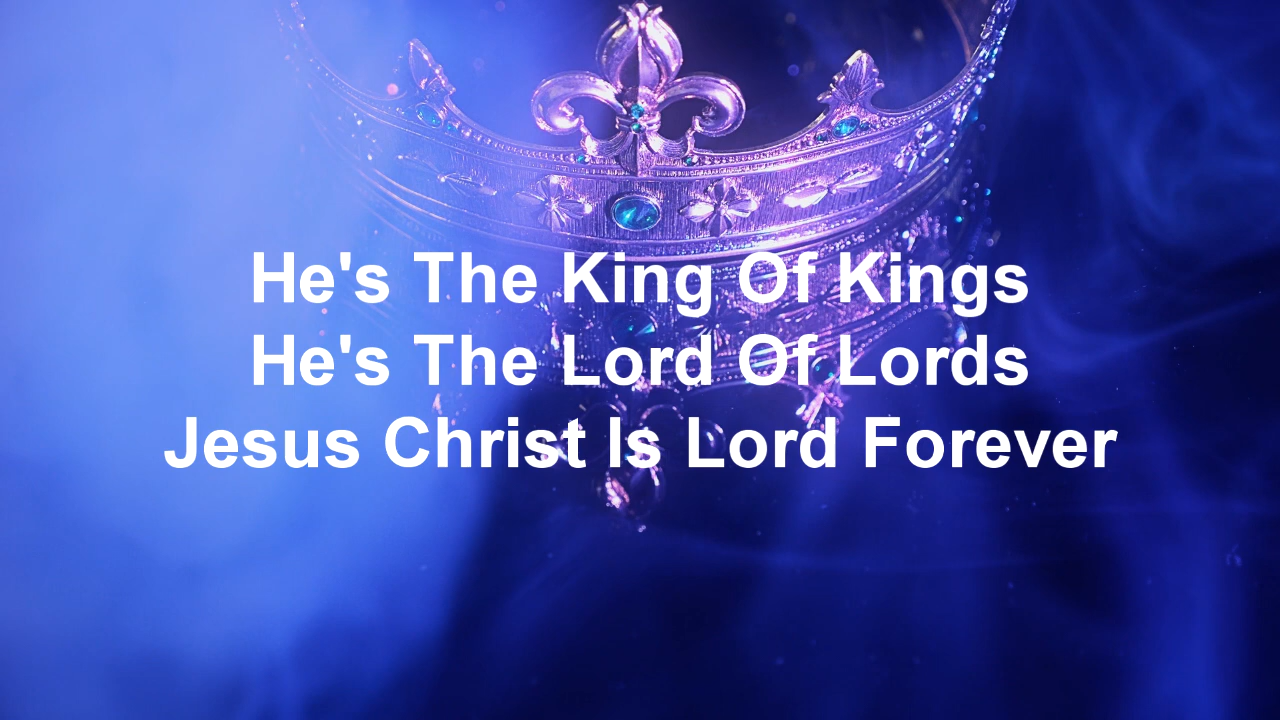 He's The King Of Kings
He's The Lord Of Lords
Jesus Christ Is Lord Forever